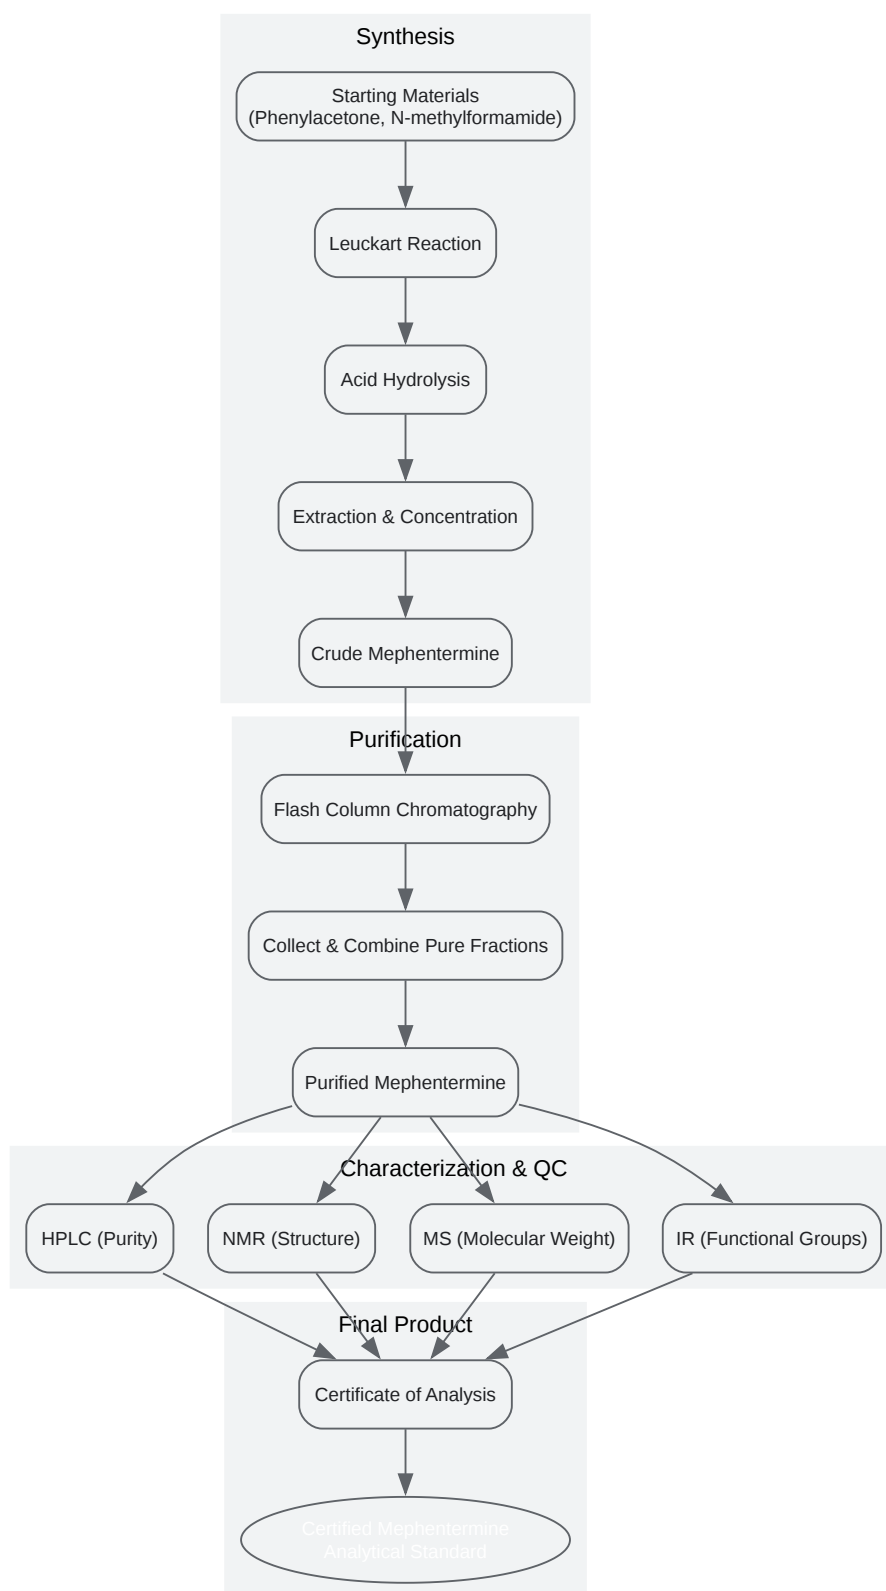 Synthesis
Starting Materials
(Phenylacetone, N-methylformamide)
Leuckart Reaction
Acid Hydrolysis
Extraction & Concentration
Crude Mephentermine
Purification
Flash Column Chromatography
Collect & Combine Pure Fractions
Purified Mephentermine
Characterization & QC
HPLC (Purity)
NMR (Structure)
MS (Molecular Weight)
IR (Functional Groups)
Final Product
Certificate of Analysis
Certified Mephentermine
Analytical Standard